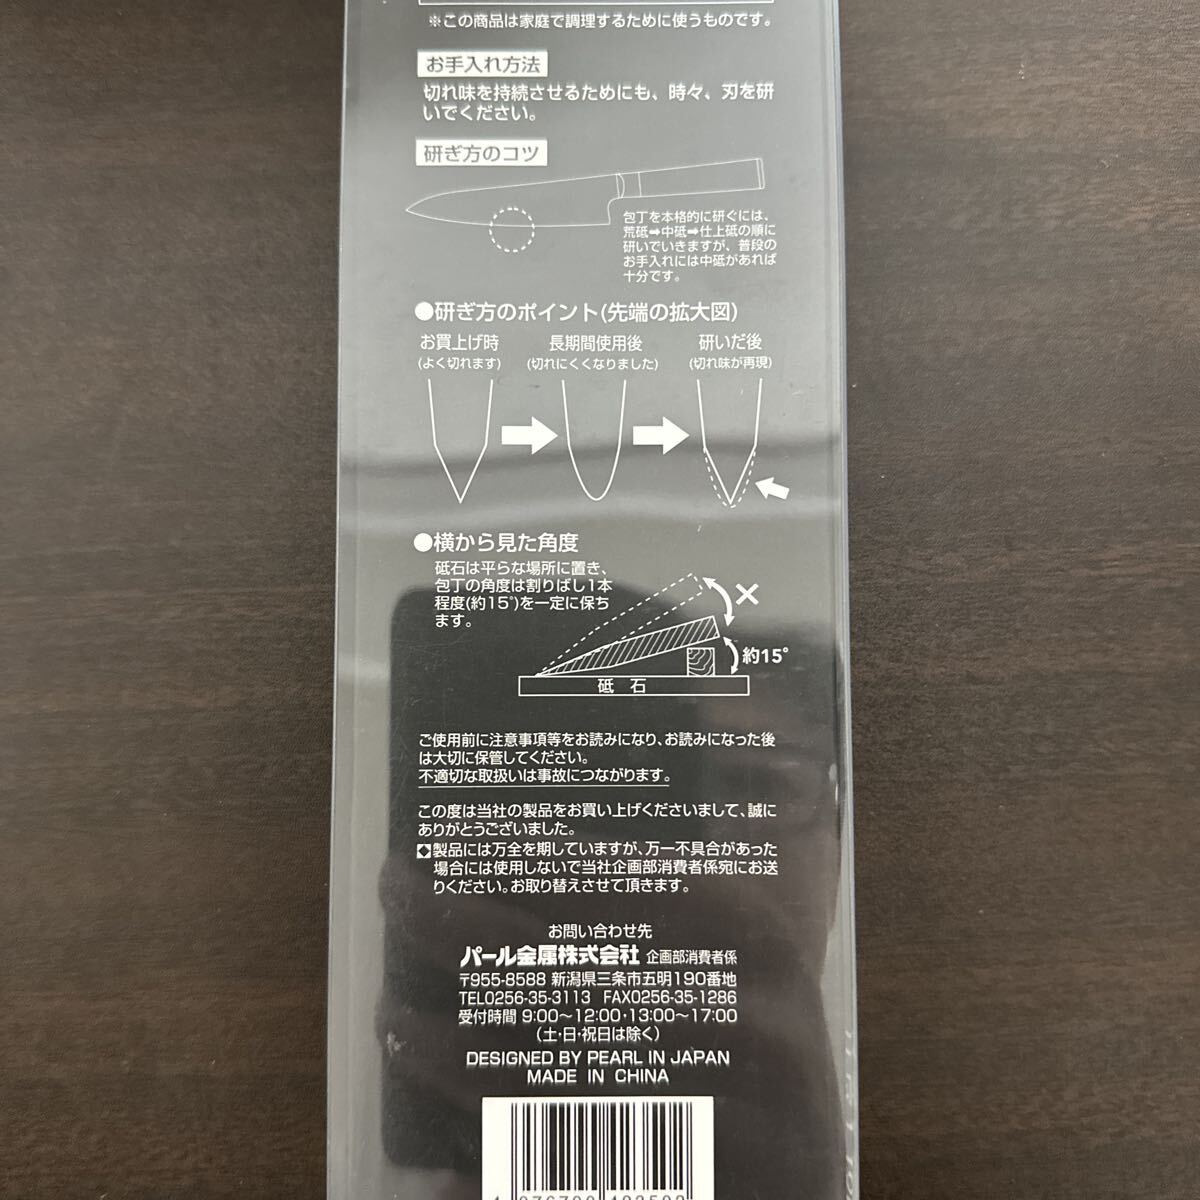 ※この商品は家庭で調理するために使うものです。
お手入れ方法
切れ味を持続させるためにも、時々、刃を研
いでください。
研ぎ方のコツ
包丁を本格的に研ぐには、
荒砥➡中砥➡仕上砥の順に
研いでいきますが、普段の
お手入れには中砥があれば
十分です。
●研ぎ方のポイント(先端の拡大図)
お買上げ時
(よく切れます)
長期間使用後
(切れにくくなりました)
研いだ後
(切れ味が再現)
●横から見た角度
砥石は平らな場所に置き、
包丁の角度は割りばし1本
程度(約15°)を一定に保ち
ます。
×
約15°
砥 石
ご使用前に注意事項等をお読みになり、お読みになった後
は大切に保管してください。
不適切な取扱いは事故につながります。
この度は当社の製品をお買い上げくださいまして、誠に
ありがとうございました。
製品には万全を期していますが、万一不具合があった
場合には使用しないで当社企画部消費者係宛にお送
りください。お取り替えさせて頂きます。
お問い合わせ先
パール金属株式会社 企画部消費者係
〒955-8588 新潟県三条市五明190番地
TEL0256-35-3113 FAX0256-35-1286
受付時間 9:00〜12:00・13:00〜17:00
(土・日・祝日は除く)
DESIGNED BY PEARL IN JAPAN
MADE IN CHINA